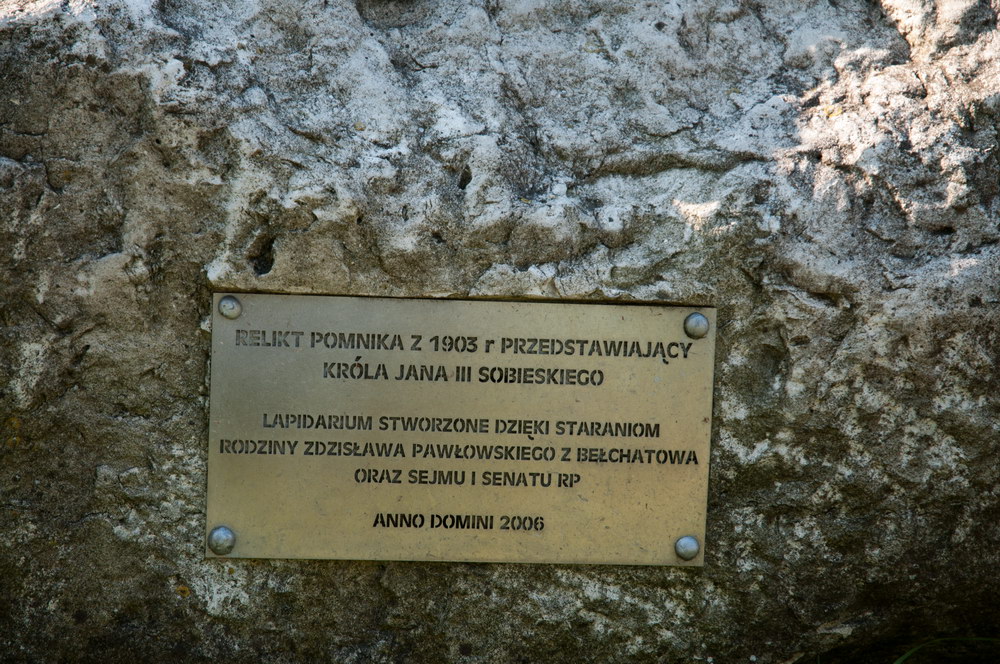 RELIKT POMNIKA Z 1903 r PRZEDSTAWIAJĄCY
KRÓLA JANA III SOBIESKIEGO
LAPIDARIUM STWORZONE DZIĘKI STARANIOM
RODZINY ZDZISŁAWA PAWŁOWSKIEGO Z BEŁCHATOWA
ORAZ SEJMU I SENATU RP
ANNO DOMINI 2006